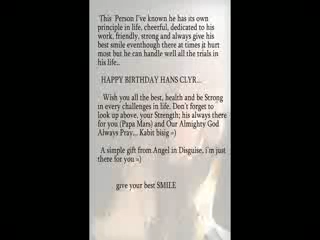 This Person I've known he has its own
principle in life, cheerful, dedicated to his
work, friendly, strong and always give his
best smile eventhough there at times it hurt
most but he can handle well all the trials in
his life..
HAPPY BIRTHDAY HANS CLYR...
Wish you all the best, health and be Strong
in every challenges in life. Don't forget to
look up above, your Strength; his always there
for you (Papa Mars) and Our Almighty God
Always Pray... Kabit bisig =)
A simple gift from Angel in Disguise, i'm just
there for you =)
give your best SMILE